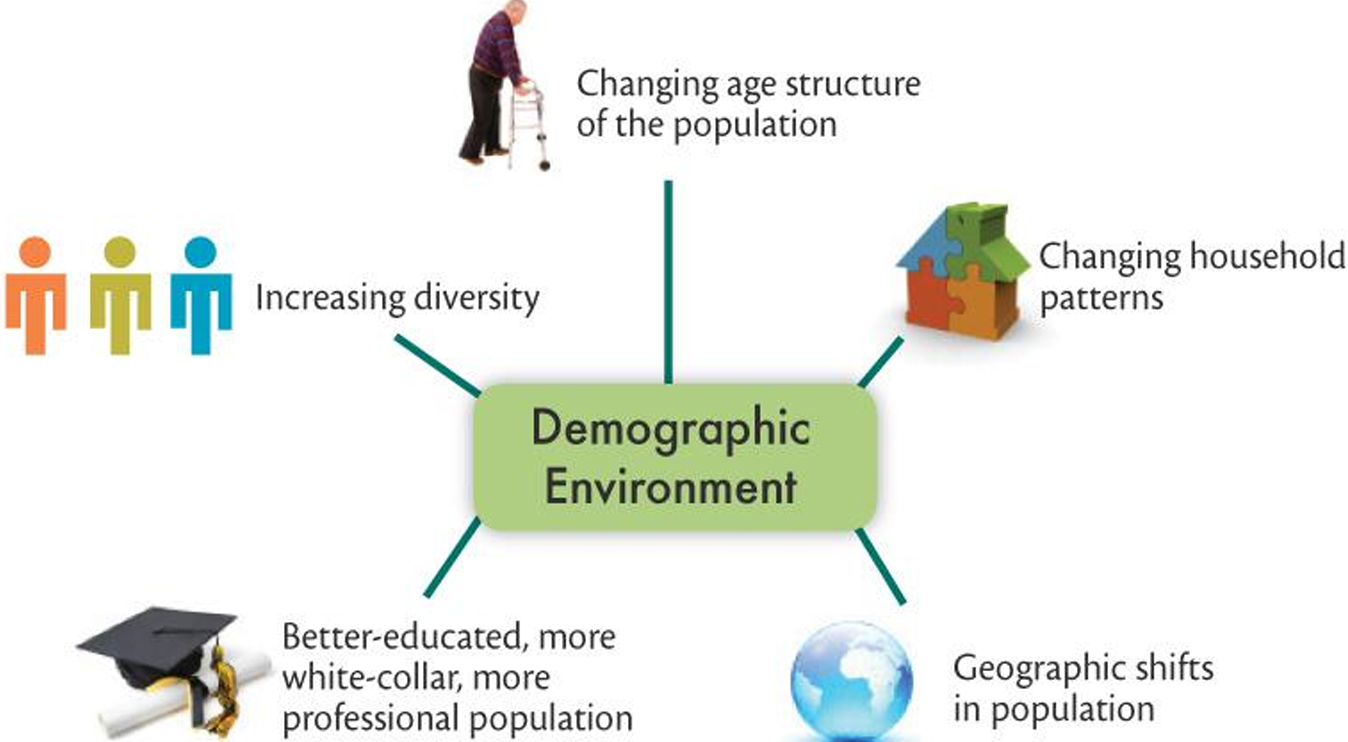 Changing age structure
of the population
Changing household
patterns
Increasing diversity
Demographic
Environment
Better-educated, more
white-collar, more
professional population
Geographic shifts
in population